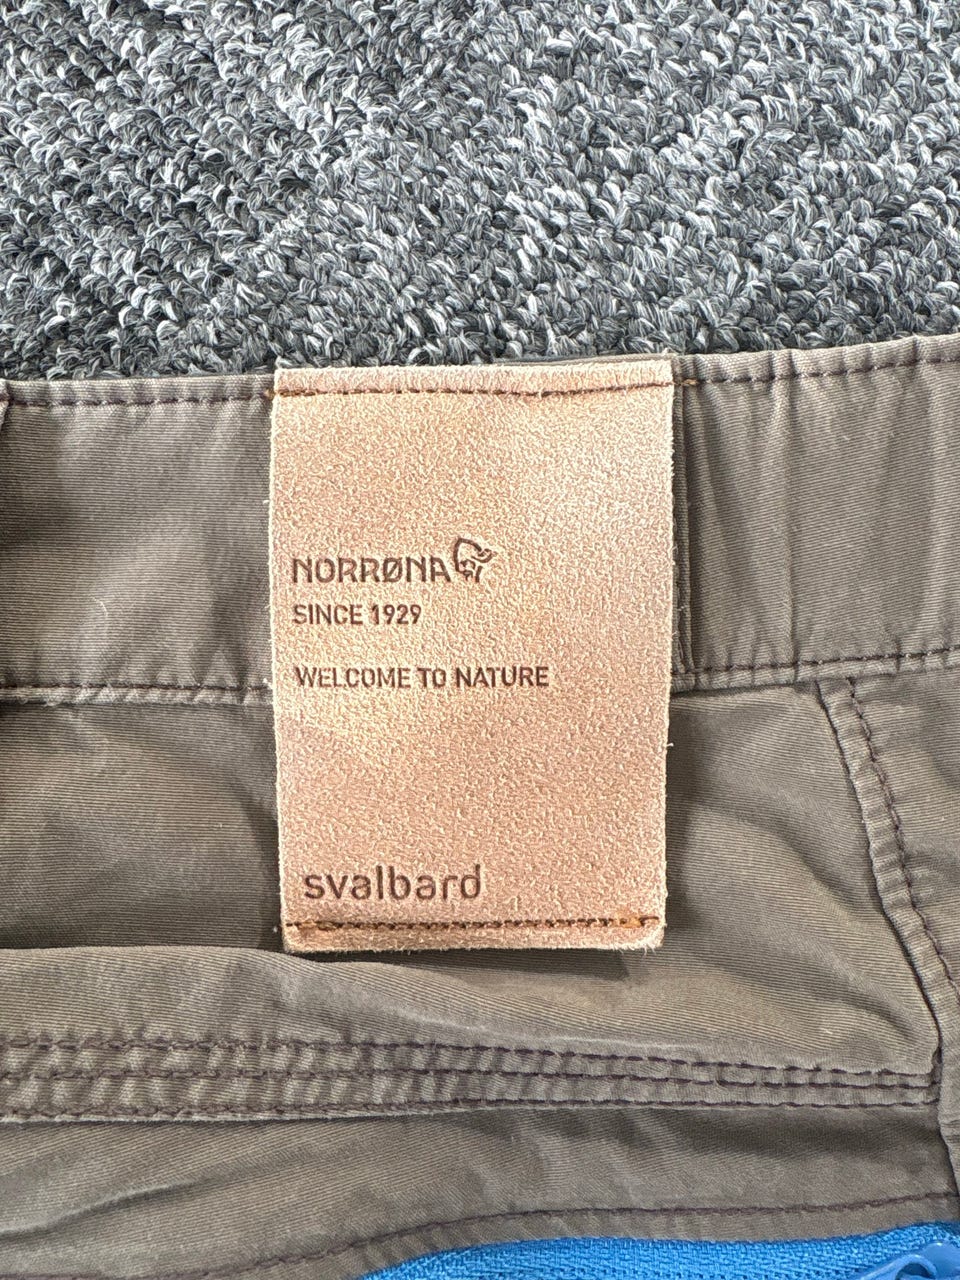 NORRØNA
SINCE 1929
WELCOME TO NATURE
svalbard